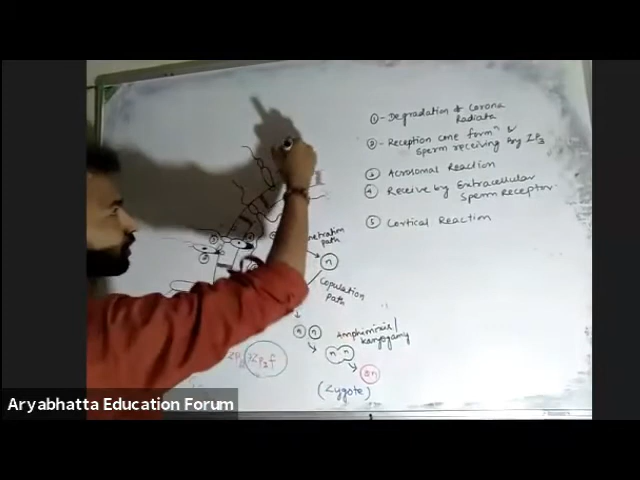 ① - Degradation of Corona
Radiata
② - Reception cone formⁿ &
sperm receiving by ZP3
③ Acrosomal Reaction
④ Receive by Extracellular
Sperm Receptor
⑤ Cortical Reaction
netration
path
n
Copulation
path
n n
Amphimixis/
Karyogamy
n n
2n
(Zygote)
Aryabhatta Education Forum